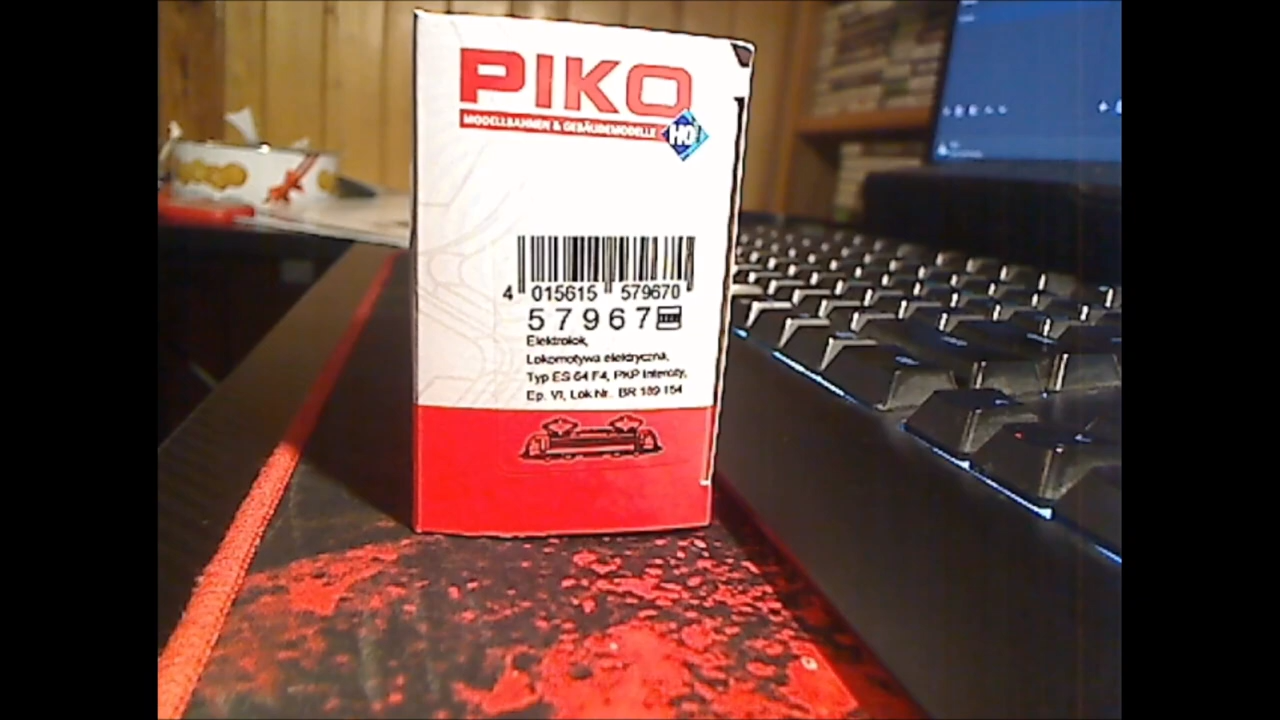 PIKO
MODELLBAHNEN & GEBÄUDEMODELLE
H0
4 015615 579670
57967
Elektrolok,
Lokomotywa elektryczna,
Typ ES 64 F4, PKP Intercity,
Ep. VI, Lok Nr.: BR 189 154